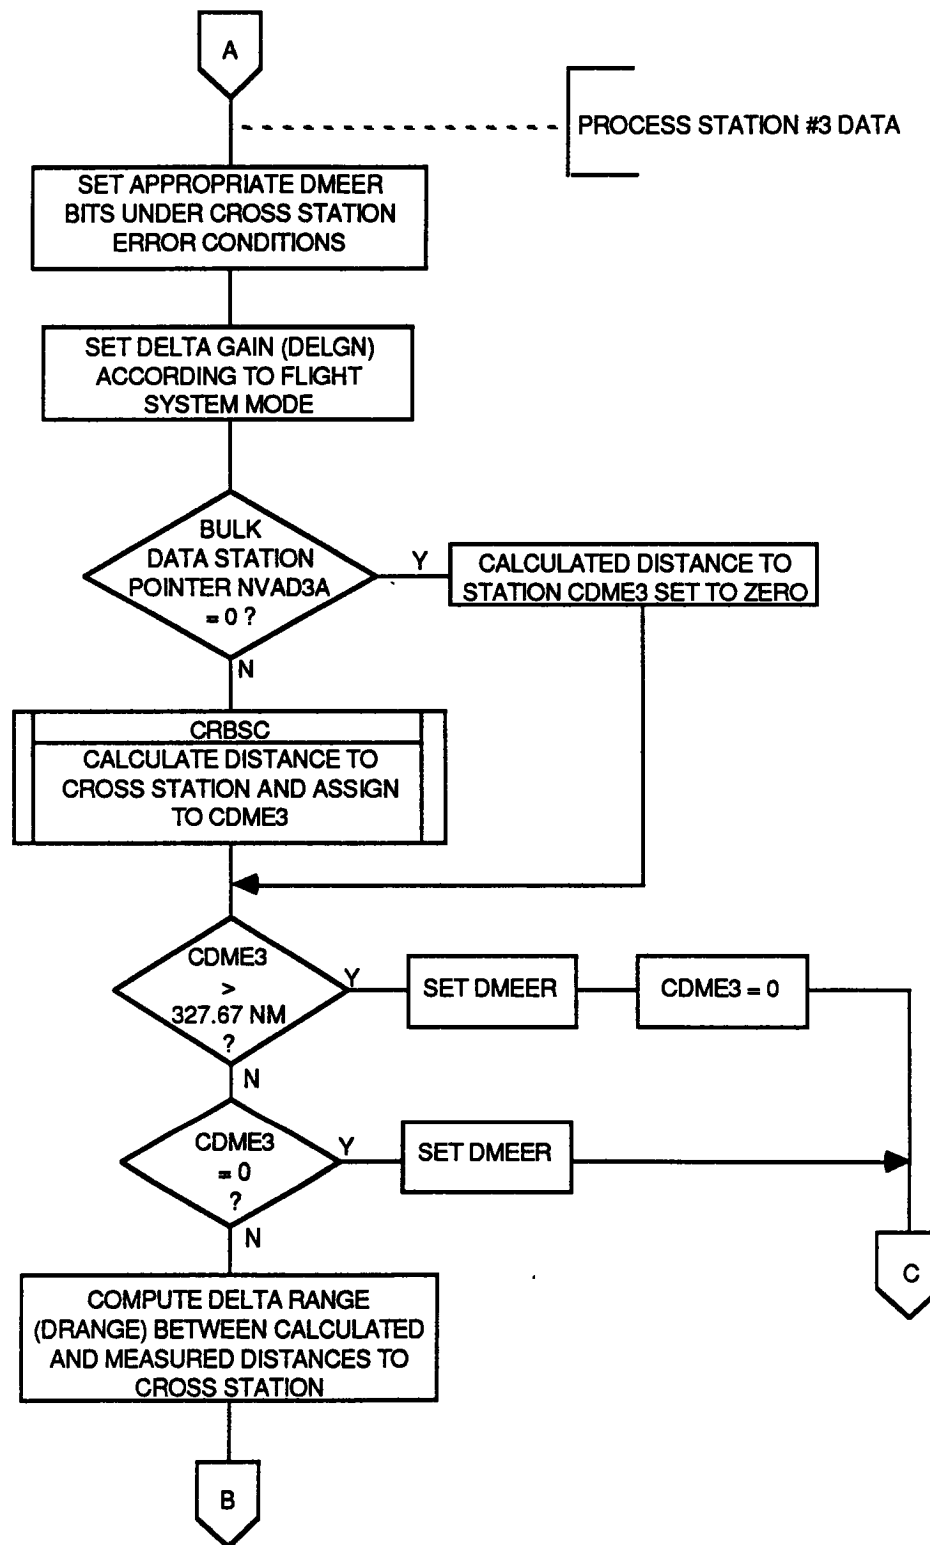 A
PROCESS STATION #3 DATA
SET APPROPRIATE DMEER
BITS UNDER CROSS STATION
ERROR CONDITIONS
SET DELTA GAIN (DELGN)
ACCORDING TO FLIGHT
SYSTEM MODE
BULK
DATA STATION
POINTER NVAD3A
= 0 ?
Y
CALCULATED DISTANCE TO
STATION CDME3 SET TO ZERO
N
CRBSC
CALCULATE DISTANCE TO
CROSS STATION AND ASSIGN
TO CDME3
CDME3
>
327.67 NM
?
Y
SET DMEER
CDME3 = 0
N
CDME3
= 0
?
Y
SET DMEER
N
C
COMPUTE DELTA RANGE
(DRANGE) BETWEEN CALCULATED
AND MEASURED DISTANCES TO
CROSS STATION
B